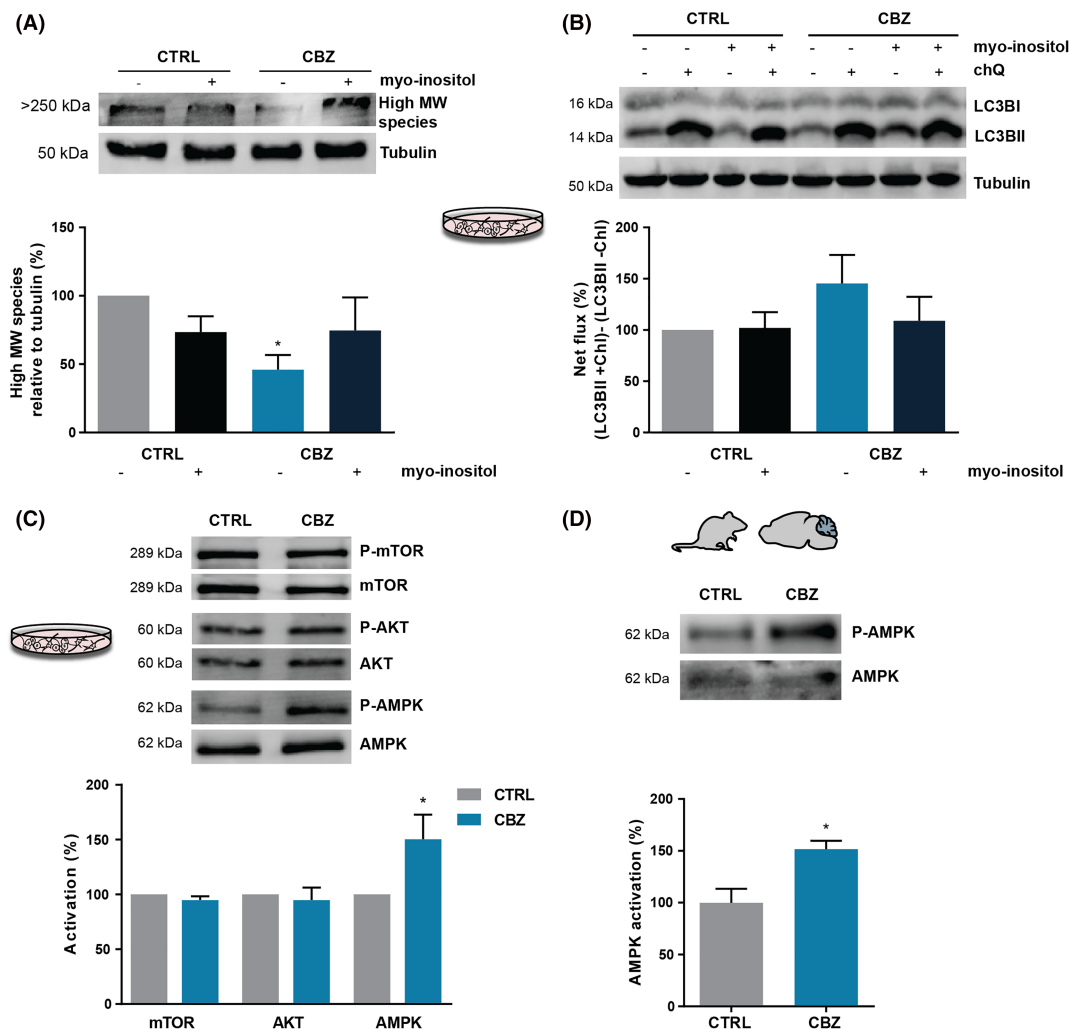 (A)
CTRL CBZ
- + - + myo-inositol
>250 kDa High MW
species
50 kDa Tubulin
150
100
50
0
High MW species
relative to tubulin (%)
*
CTRL CBZ
- + - + myo-inositol
(B)
CTRL CBZ
- - + + - - + + myo-inositol
- + - + - + - + chQ
16 kDa LC3BI
14 kDa LC3BII
50 kDa Tubulin
200
150
100
50
0
Net flux (%)
(LC3BII +Chl)- (LC3BII -Chl)
CTRL CBZ
- + - + myo-inositol
(C)
CTRL CBZ
289 kDa P-mTOR
289 kDa mTOR
60 kDa P-AKT
60 kDa AKT
62 kDa P-AMPK
62 kDa AMPK
200
150
100
50
0
Activation (%)
*
CTRL
CBZ
mTOR AKT AMPK
(D)
CTRL CBZ
62 kDa P-AMPK
62 kDa AMPK
200
150
100
50
0
AMPK activation (%)
*
CTRL CBZ